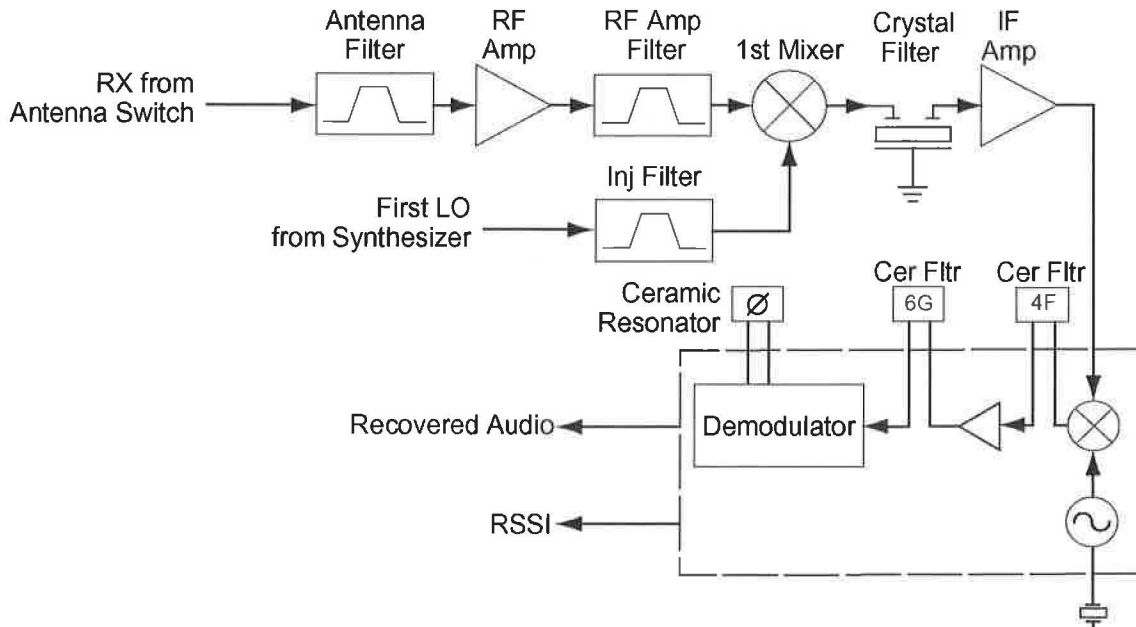 Antenna
Filter
RF
Amp
RF Amp
Filter
1st Mixer
Crystal
Filter
IF
Amp
RX from
Antenna Switch
Inj Filter
First LO
from Synthesizer
Ceramic
Resonator
Ø
Cer Fltr
6G
Cer Fltr
4F
Recovered Audio
Demodulator
RSSI